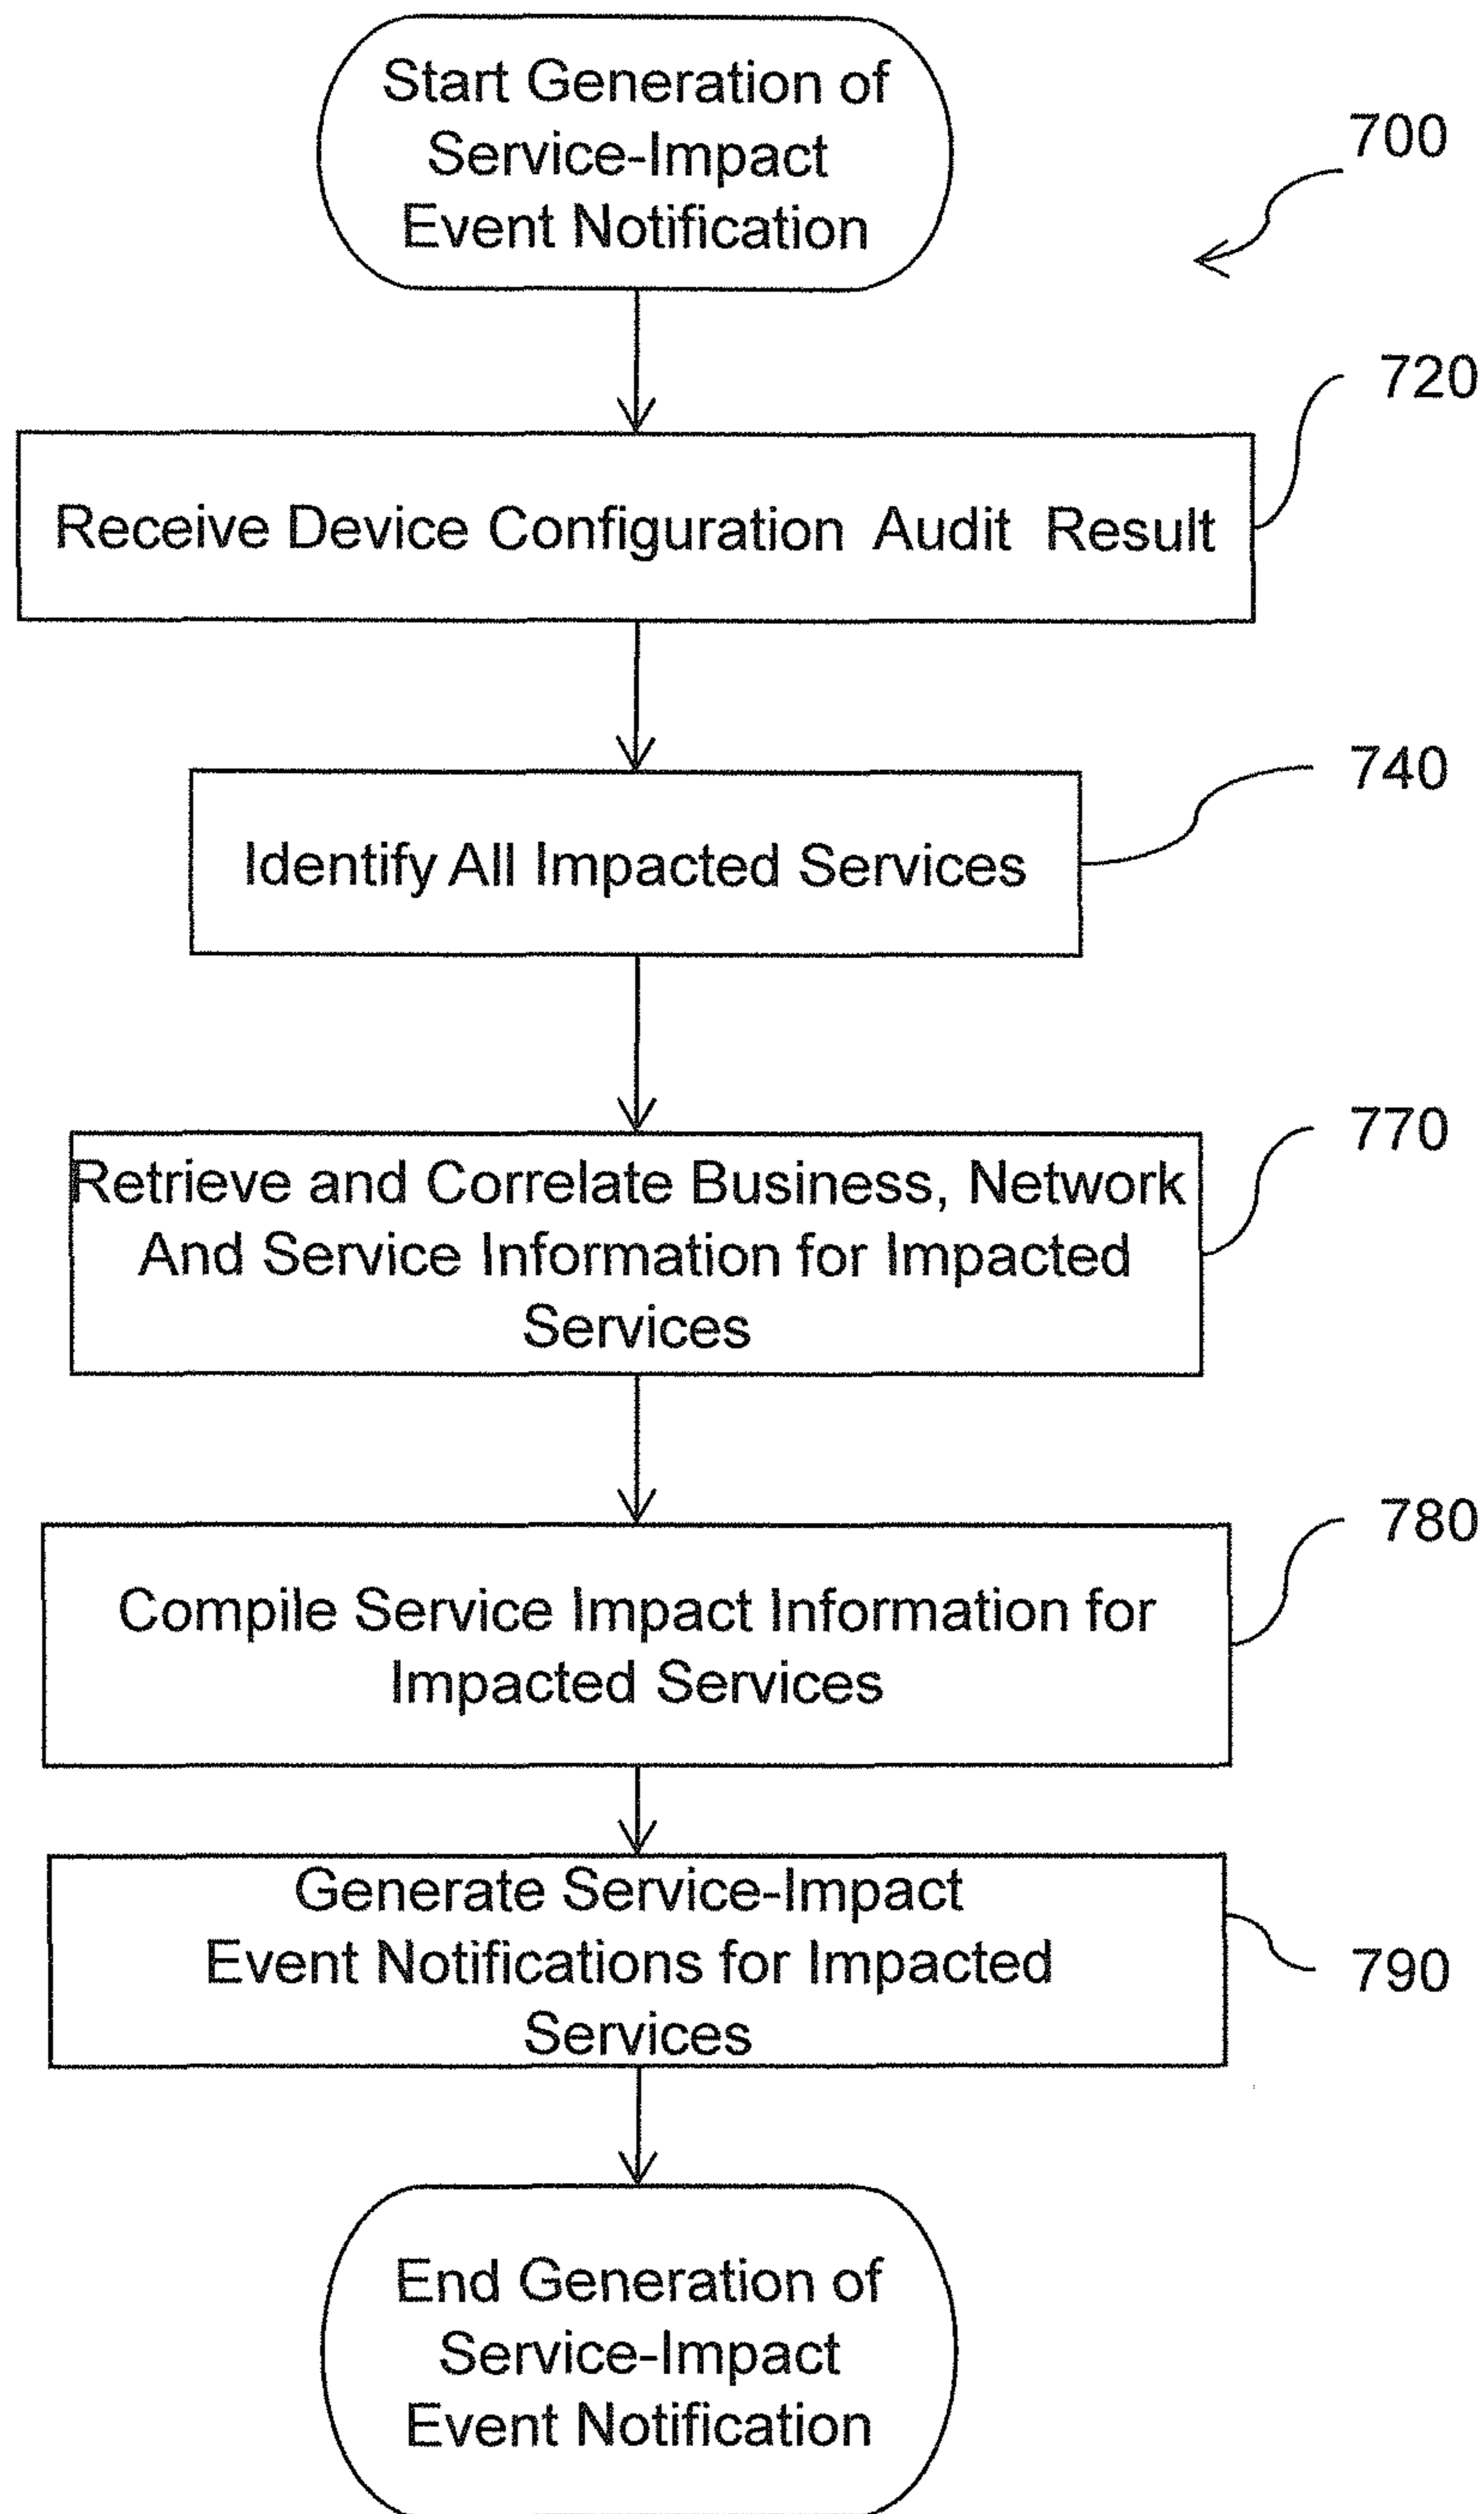 Start Generation of
Service-Impact
Event Notification
700
720
Receive Device Configuration Audit Result
740
Identify All Impacted Services
770
Retrieve and Correlate Business, Network
And Service Information for Impacted
Services
780
Compile Service Impact Information for
Impacted Services
Generate Service-Impact
Event Notifications for Impacted
Services
790
End Generation of
Service-Impact
Event Notification